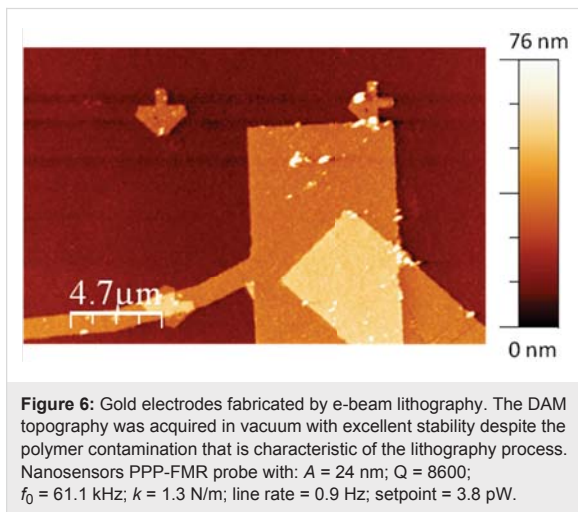 76 nm
4.7μm
0 nm
Figure 6: Gold electrodes fabricated by e-beam lithography. The DAM
topography was acquired in vacuum with excellent stability despite the
polymer contamination that is characteristic of the lithography process.
Nanosensors PPP-FMR probe with: A = 24 nm; Q = 8600;
f₀ = 61.1 kHz; k = 1.3 N/m; line rate = 0.9 Hz; setpoint = 3.8 pW.